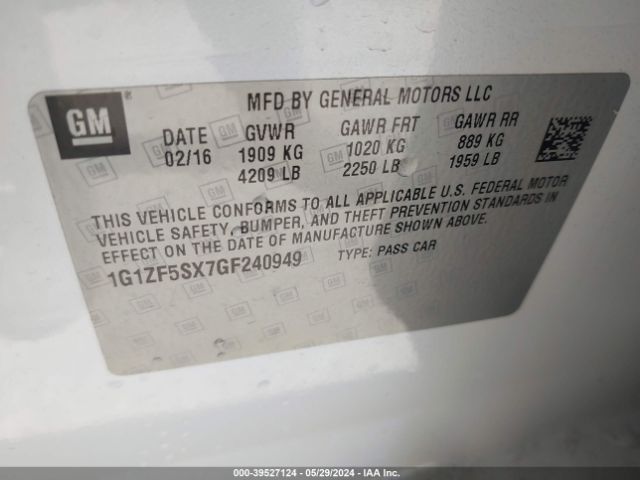 GM
MFD BY GENERAL MOTORS LLC
DATE GVWR GAWR FRT GAWR RR
02/16 1909 KG 1020 KG 889 KG
4209 LB 2250 LB 1959 LB
THIS VEHICLE CONFORMS TO ALL APPLICABLE U.S. FEDERAL MOTOR
VEHICLE SAFETY, BUMPER, AND THEFT PREVENTION STANDARDS IN
EFFECT ON THE DATE OF MANUFACTURE SHOWN ABOVE.
1G1ZF5SX7GF240949 TYPE: PASS CAR
000-39527124 - 05/29/2024 - IAA Inc.